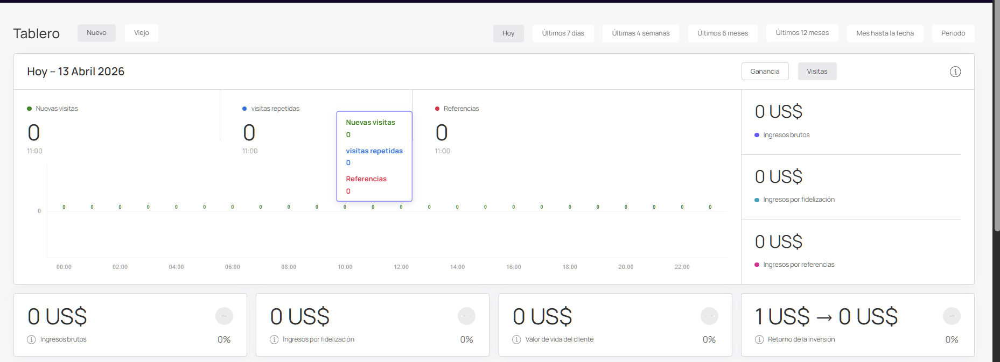 Tablero
Nuevo
Viejo
Hoy
Últimos 7 días
Últimas 4 semanas
Últimos 6 meses
Últimos 12 meses
Mes hasta la fecha
Periodo
Hoy – 13 Abril 2026
Ganancia
Visitas
Nuevas visitas
0
11:00
visitas repetidas
0
11:00
Referencias
0
11:00
Nuevas visitas
0
visitas repetidas
0
Referencias
0
0
0 0 0 0 0 0 0 0 0 0 0 0 0 0 0 0 0 0 0 0 0 0 0 0
00:00 02:00 04:00 06:00 08:00 10:00 12:00 14:00 16:00 18:00 20:00 22:00
0 US$
Ingresos brutos
0 US$
Ingresos por fidelización
0 US$
Ingresos por referencias
0 US$
Ingresos brutos
0%
0 US$
Ingresos por fidelización
0%
0 US$
Valor de vida del cliente
0%
1 US$ → 0 US$
Retorno de la inversión
0%